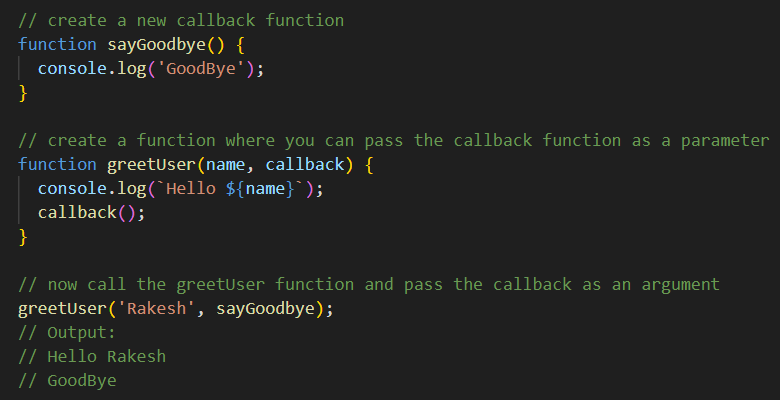 // create a new callback function
function sayGoodbye() {
  console.log('GoodBye');
}
// create a function where you can pass the callback function as a parameter
function greetUser(name, callback) {
  console.log(`Hello ${name}`);
  callback();
}
// now call the greetUser function and pass the callback as an argument
greetUser('Rakesh', sayGoodbye);
// Output:
// Hello Rakesh
// GoodBye